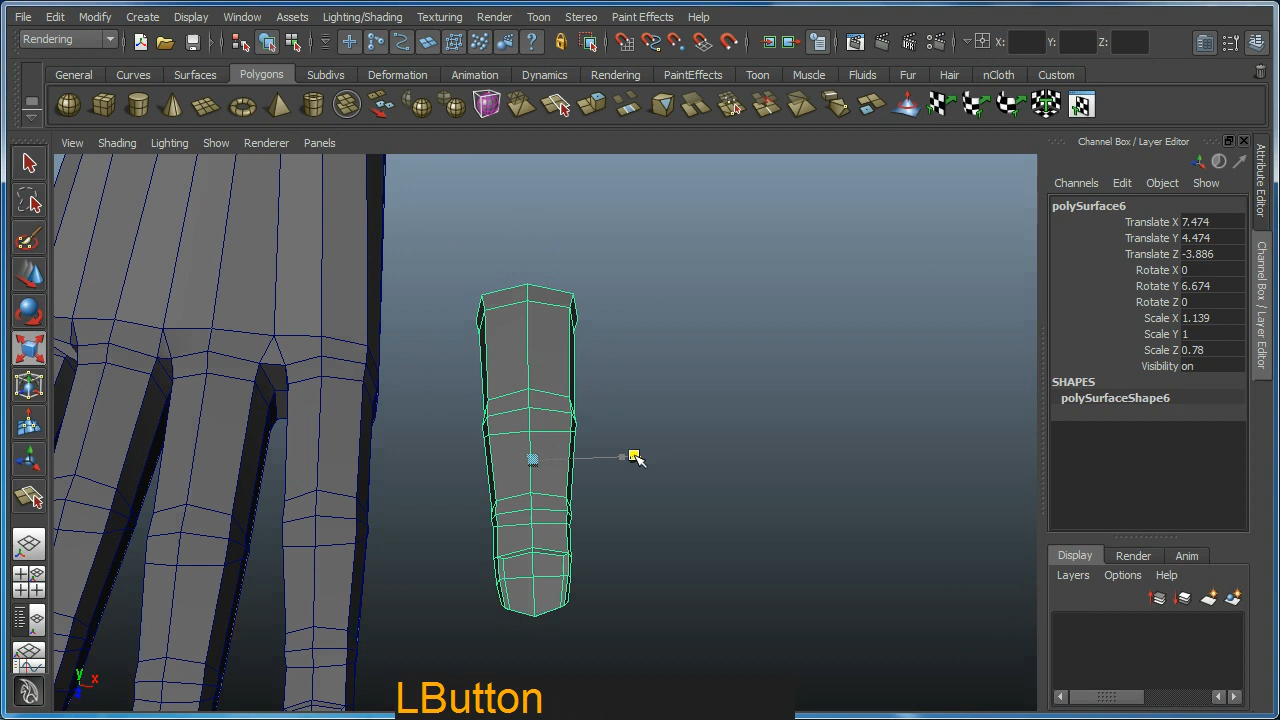 File Edit Modify Create Display Window Assets Lighting/Shading Texturing Render Toon Stereo Paint Effects Help
Rendering X: Y: Z:
General Curves Surfaces Polygons Subdivs Deformation Animation Dynamics Rendering PaintEffects Toon Muscle Fluids Fur Hair nCloth Custom
View Shading Lighting Show Renderer Panels
Channel Box / Layer Editor
Channels Edit Object Show
polySurface6
Translate X 7.474
Translate Y 4.474
Translate Z -3.886
Rotate X 0
Rotate Y 6.674
Rotate Z 0
Scale X 1.139
Scale Y 1
Scale Z 0.78
Visibility on
SHAPES
polySurfaceShape6
Display Render Anim
Layers Options Help
Attribute Editor
Channel Box / Layer Editor
y
x
LButton